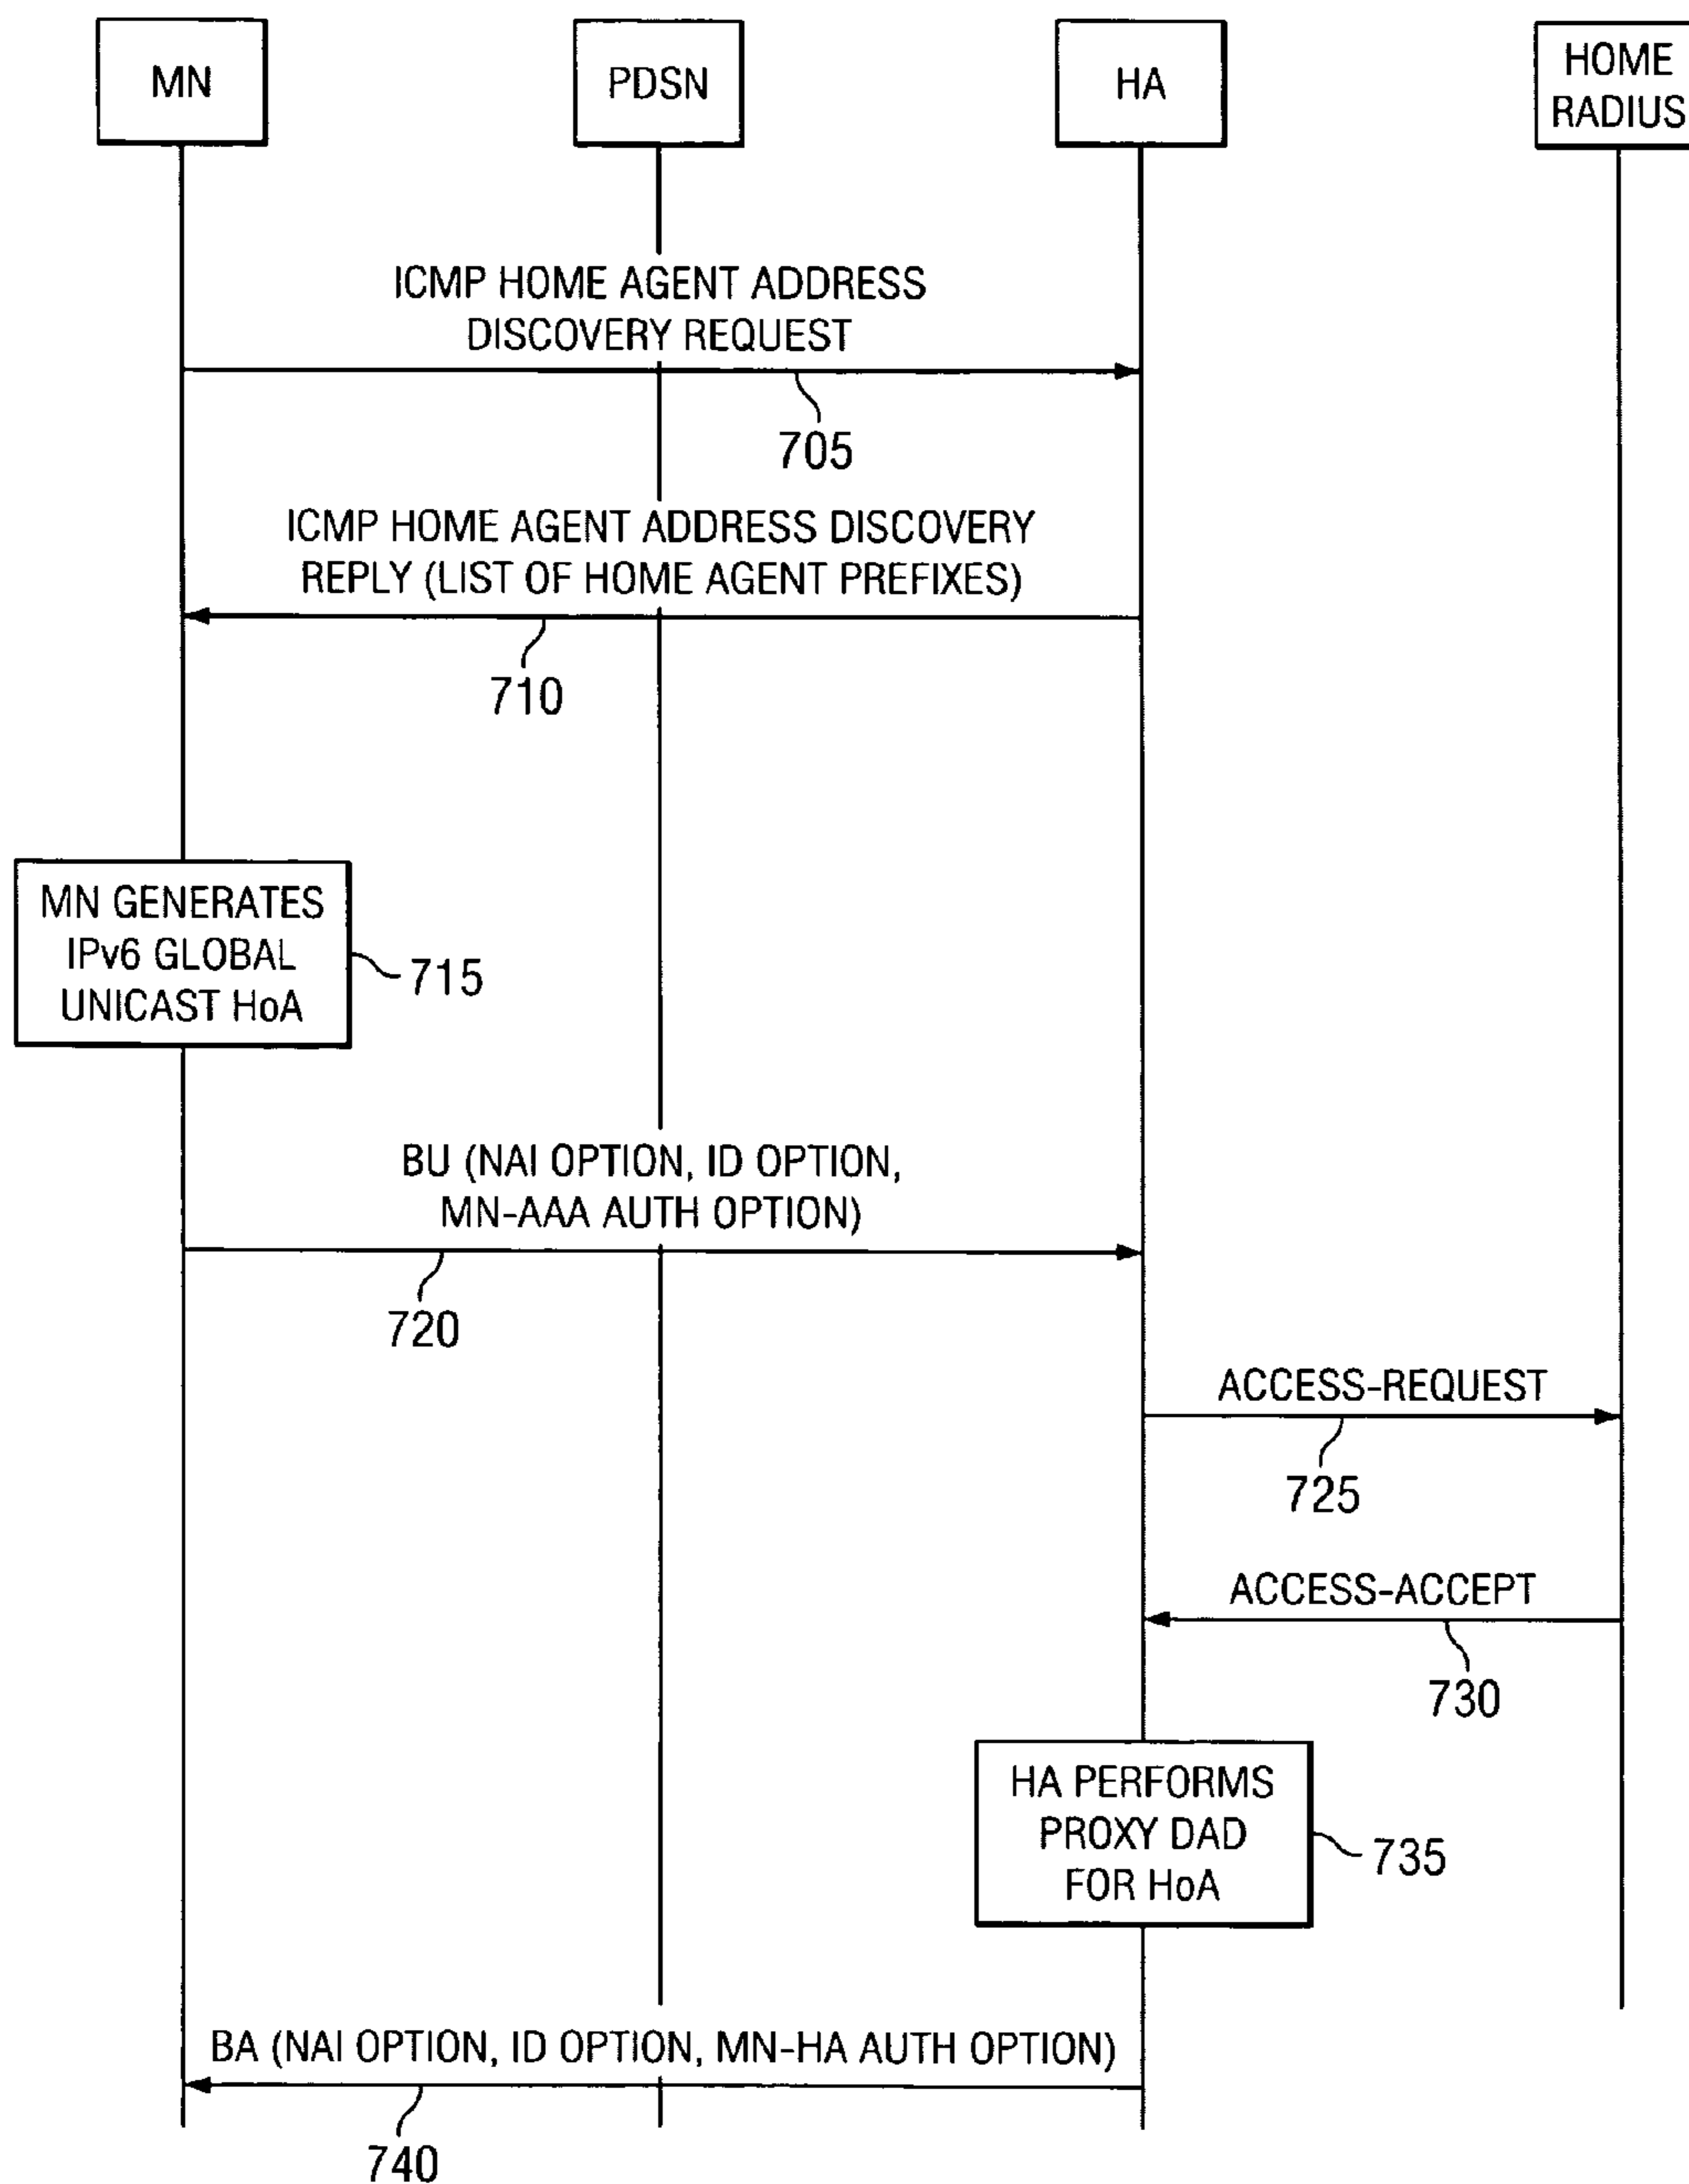 MN
PDSN
HA
HOME
RADIUS
ICMP HOME AGENT ADDRESS
DISCOVERY REQUEST
705
ICMP HOME AGENT ADDRESS DISCOVERY
REPLY (LIST OF HOME AGENT PREFIXES)
710
MN GENERATES
IPv6 GLOBAL
UNICAST HoA
715
BU (NAI OPTION, ID OPTION,
MN-AAA AUTH OPTION)
720
ACCESS-REQUEST
725
ACCESS-ACCEPT
730
HA PERFORMS
PROXY DAD
FOR HoA
735
BA (NAI OPTION, ID OPTION, MN-HA AUTH OPTION)
740